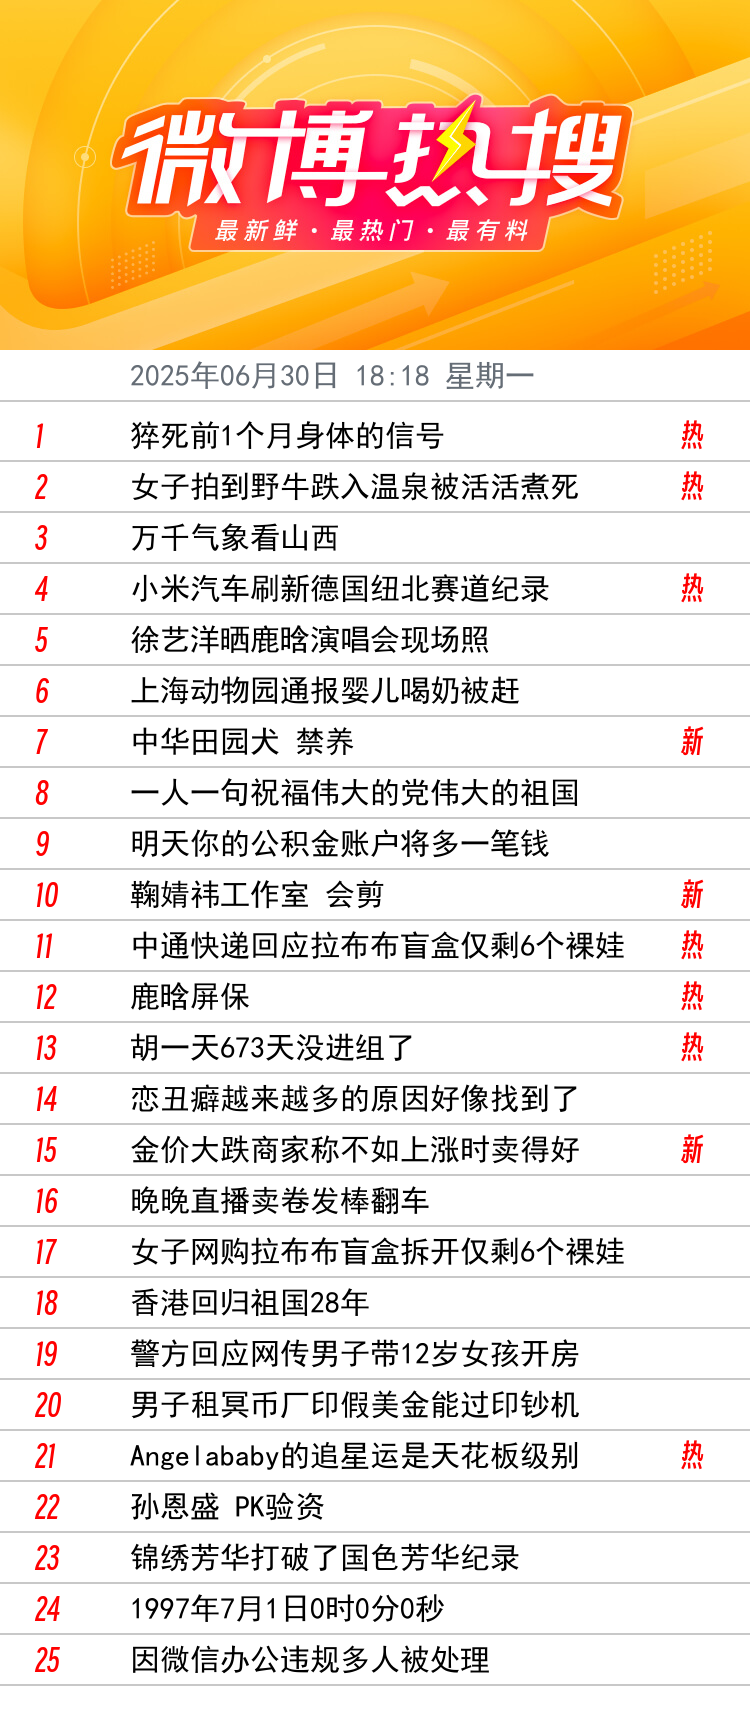 微博热搜
最新鲜·最热门·最有料
2025年06月30日 18:18 星期一
1 猝死前1个月身体的信号 热
2 女子拍到野牛跌入温泉被活活煮死 热
3 万千气象看山西
4 小米汽车刷新德国纽北赛道纪录 热
5 徐艺洋晒鹿晗演唱会现场照
6 上海动物园通报婴儿喝奶被赶
7 中华田园犬 禁养 新
8 一人一句祝福伟大的党伟大的祖国
9 明天你的公积金账户将多一笔钱
10 鞠婧祎工作室 会剪 新
11 中通快递回应拉布布盲盒仅剩6个裸娃 热
12 鹿晗屏保 热
13 胡一天673天没进组了 热
14 恋丑癖越来越多的原因好像找到了
15 金价大跌商家称不如上涨时卖得好 新
16 晚晚直播卖卷发棒翻车
17 女子网购拉布布盲盒拆开仅剩6个裸娃
18 香港回归祖国28年
19 警方回应网传男子带12岁女孩开房
20 男子租冥币厂印假美金能过印钞机
21 Angelababy的追星运是天花板级别 热
22 孙恩盛 PK验资
23 锦绣芳华打破了国色芳华纪录
24 1997年7月1日0时0分0秒
25 因微信办公违规多人被处理